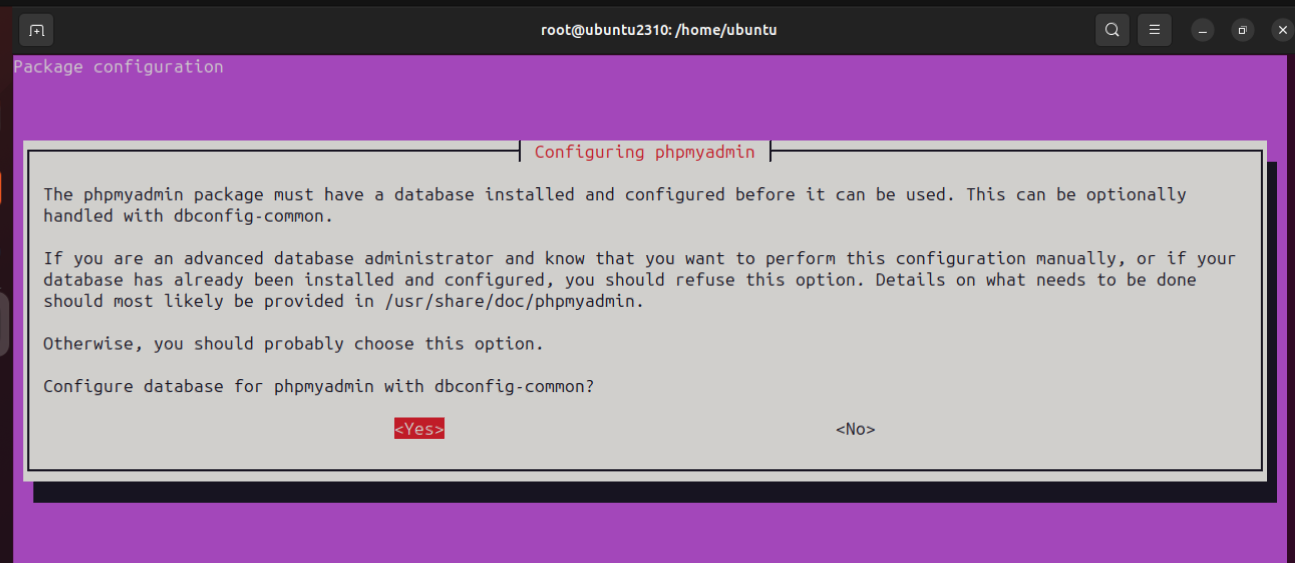 root@ubuntu2310: /home/ubuntu
Package configuration
Configuring phpmyadmin
The phpmyadmin package must have a database installed and configured before it can be used. This can be optionally
handled with dbconfig-common.
If you are an advanced database administrator and know that you want to perform this configuration manually, or if your
database has already been installed and configured, you should refuse this option. Details on what needs to be done
should most likely be provided in /usr/share/doc/phpmyadmin.
Otherwise, you should probably choose this option.
Configure database for phpmyadmin with dbconfig-common?
<Yes> <No>